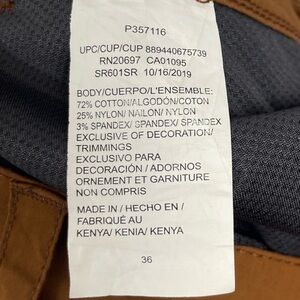 P357116
UPC/CUP/CUP 889440675739
RN20697 CA01095
SR601SR 10/16/2019
BODY/CUERPO/L'ENSEMBLE:
72% COTTON/ALGODÓN/COTON
25% NYLON/ NAILON/ NYLON
3% SPANDEX/ SPANDEX/ SPANDEX
EXCLUSIVE OF DECORATION/
TRIMMINGS
EXCLUSIVO PARA
DECORACIÓN / ADORNOS
ORNEMENT ET GARNITURE
NON COMPRIS
MADE IN / HECHO EN /
FABRIQUÉ AU
KENYA/ KENIA/ KENYA
36